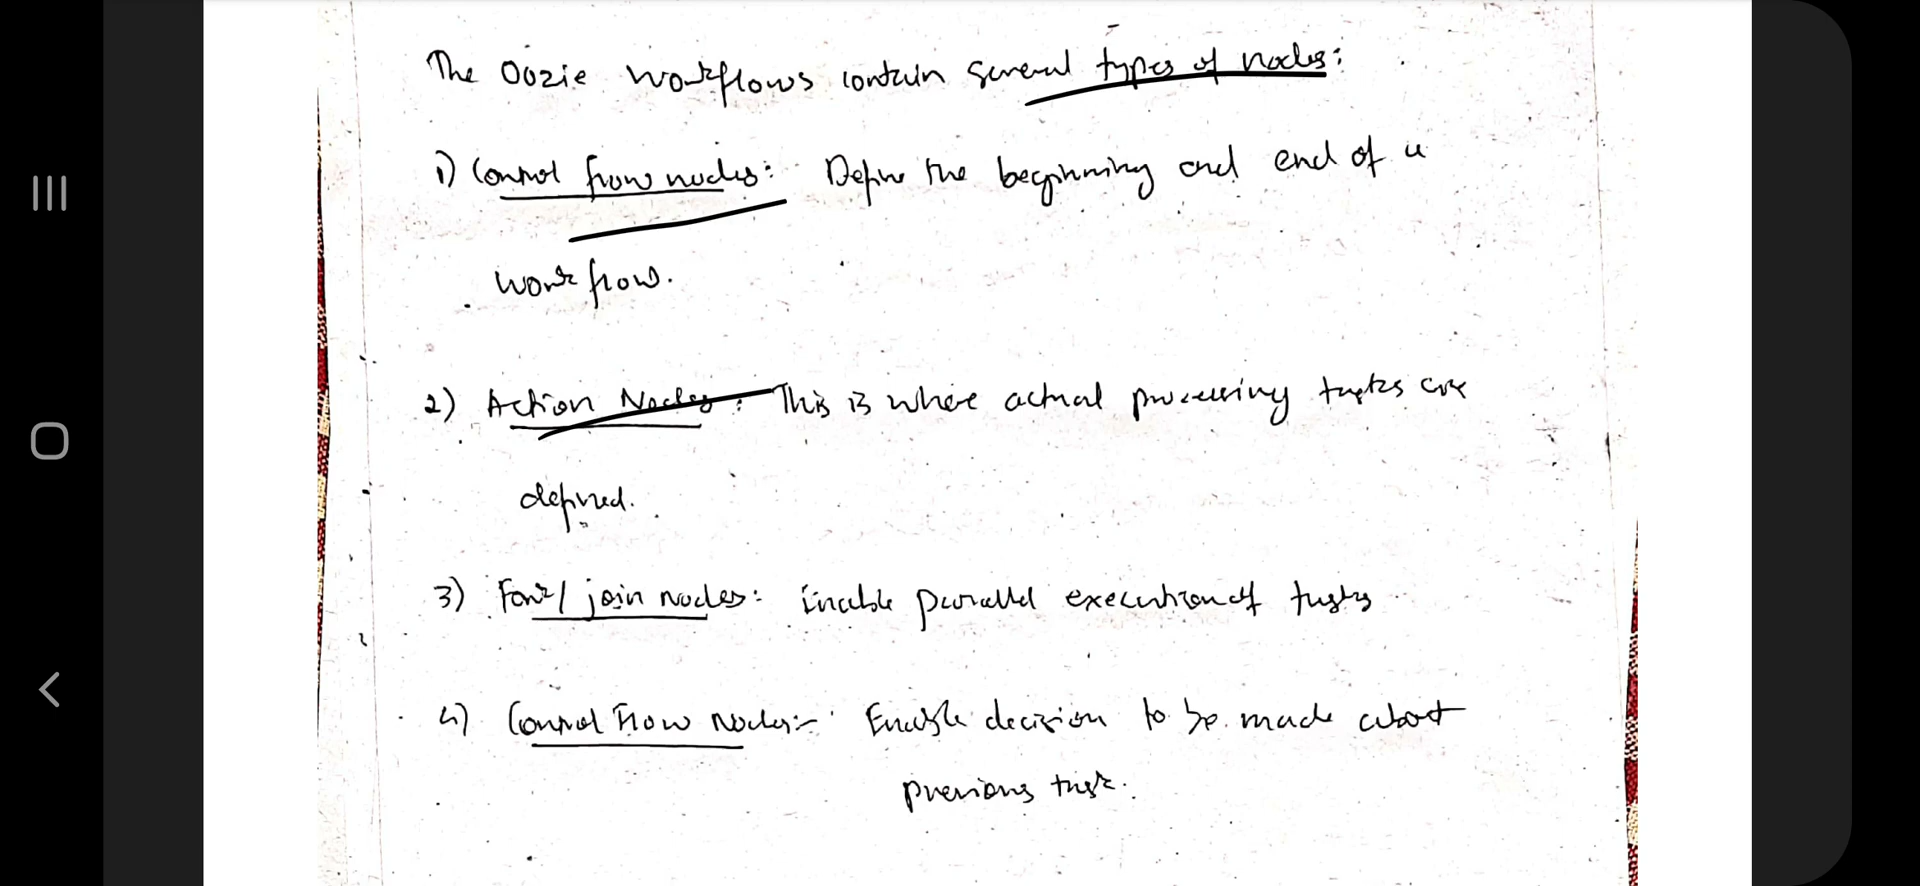 The Oozie Workflows contain several types of nodes:
1) Control flow nodes: Define the beginning and end of a
workflow.
2) Action Nodes: This is where actual processing tasks are
defined.
3) Fork/ join nodes: Enable parallel execution of tasks
4) Control Flow Nodes:- Enable decision to be made about
previous task.